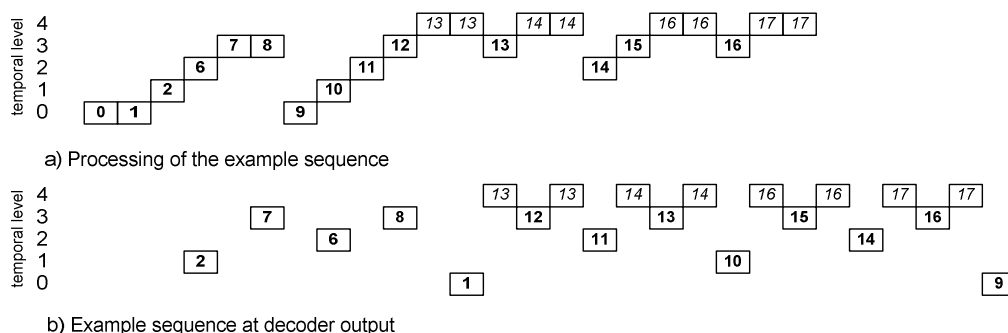 temporal level
4 13 13 14 14 16 16 17 17
3 7 8 12 13 15 16
2 6 11 14
1 2 10
0 0 1 9
a) Processing of the example sequence
temporal level
4 13 13 14 14 16 16 17 17
3 7 8 12 13 15 16
2 6 11 14
1 2 10
0 1 9
b) Example sequence at decoder output